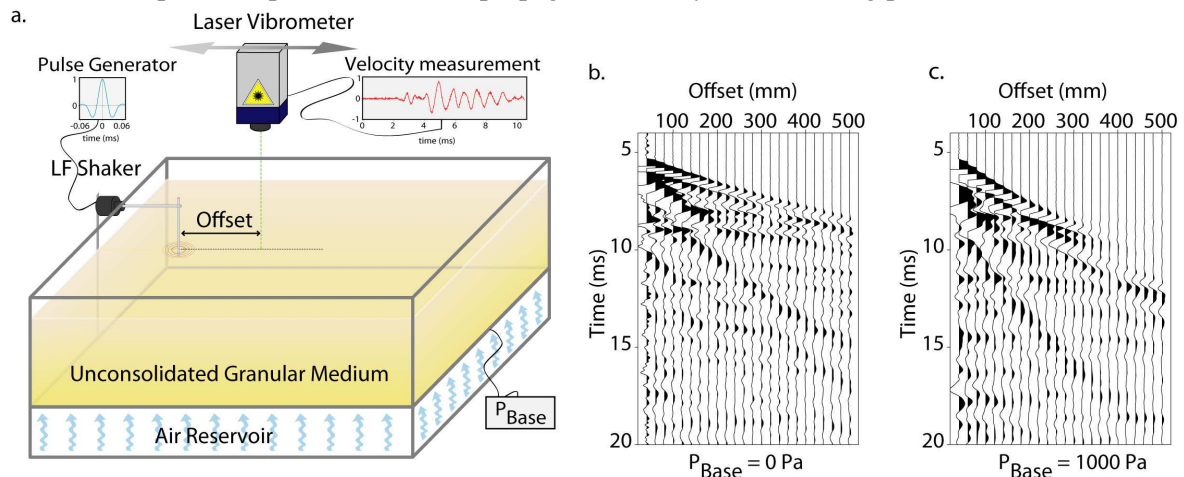 a.
Laser Vibrometer
Pulse Generator
1
0
-0.06 0 0.06
time (ms)
Velocity measurement
1
0
-1
0 2 4 6 8 10
time (ms)
LF Shaker
Offset
Unconsolidated Granular Medium
Air Reservoir
P_Base
b.
Offset (mm)
100 200 300 400 500
5
10
15
20
Time (ms)
P_Base = 0 Pa
c.
Offset (mm)
100 200 300 400 500
5
10
15
20
Time (ms)
P_Base = 1000 Pa